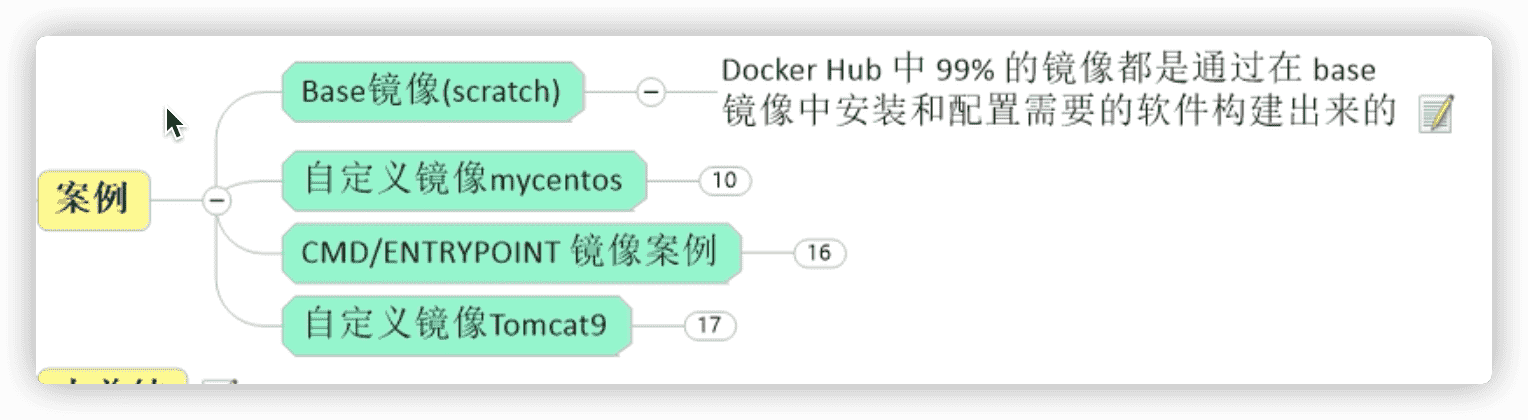 Base镜像(scratch)
Docker Hub 中 99% 的镜像都是通过在 base
镜像中安装和配置需要的软件构建出来的
案例
自定义镜像mycentos
10
CMD/ENTRYPOINT 镜像案例
16
自定义镜像Tomcat9
17